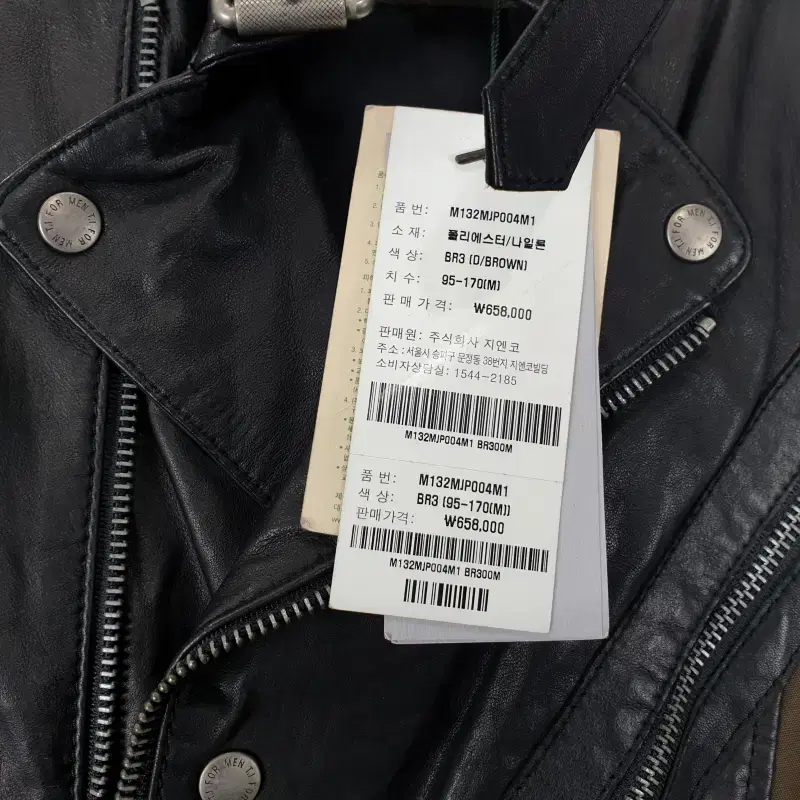 FOR MEN T.I FOR MEN T.I
품 번: M132MJP004M1
소 재: 폴리에스터/나일론
색 상: BR3 (D/BROWN)
치 수: 95-170(M)
판 매 가 격: ₩658,000
판매원: 주식회사 지엔코
주소:서울시 송파구 문정동 38번지 지엔코빌딩
소비자상담실: 1544-2185
M132MJP004M1 BR300M
품 번: M132MJP004M1
색 상: BR3 (95-170(M))
판매가격: ₩658,000
M132MJP004M1 BR300M
FOR MEN T.I
FOR MEN T.I